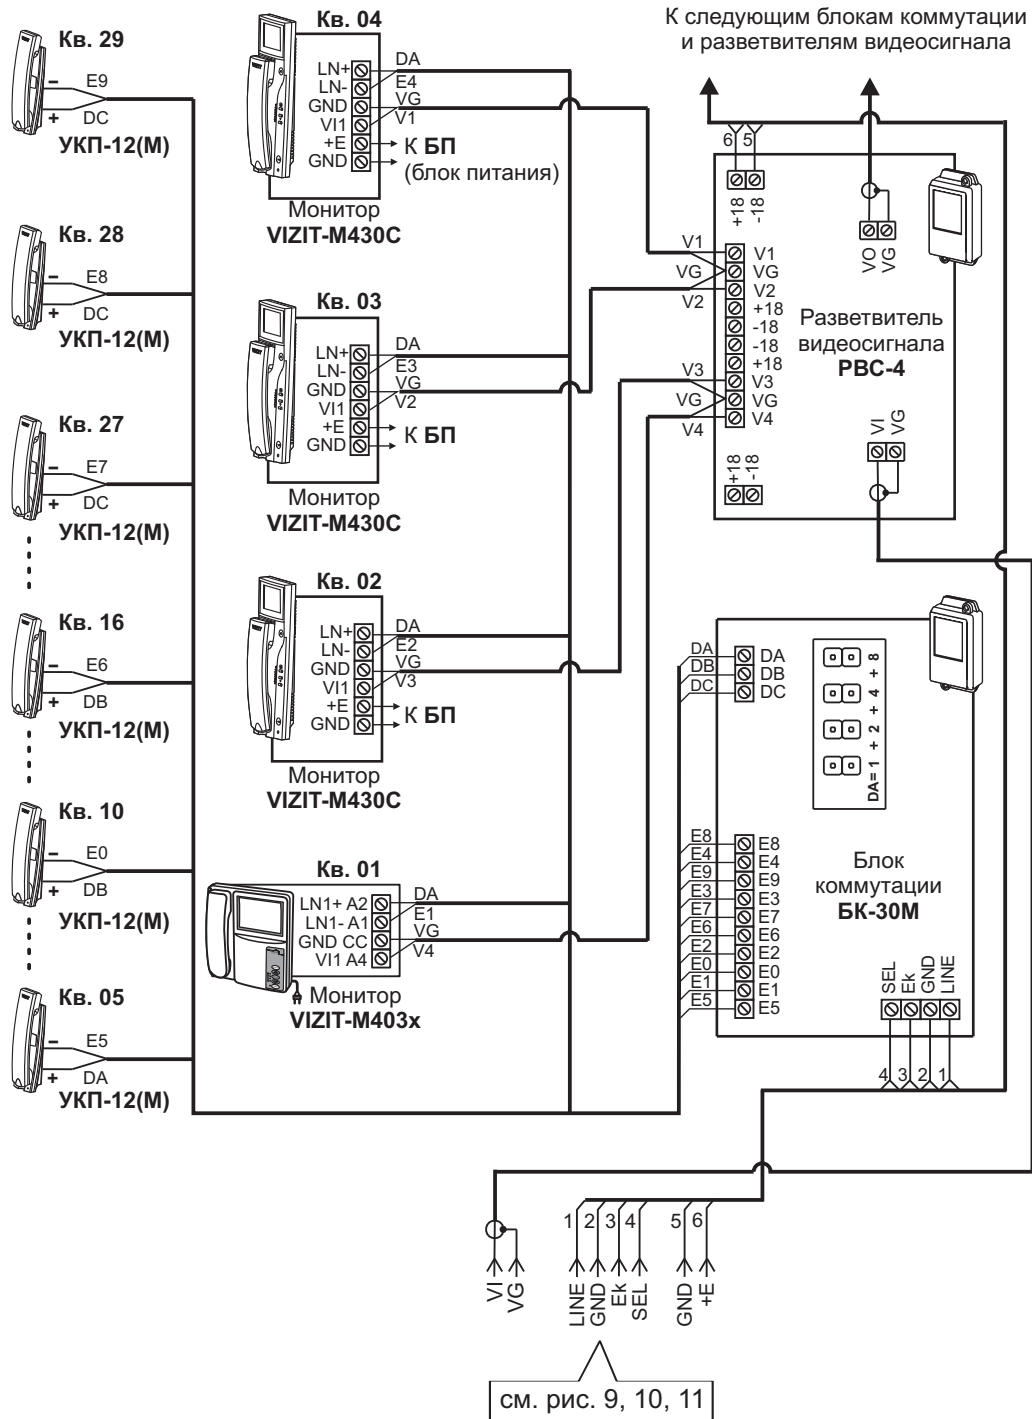 К следующим блокам коммутации
и разветвителям видеосигнала
Кв. 29
− E9
+ DC
УКП-12(М)
Кв. 28
− E8
+ DC
УКП-12(М)
Кв. 27
− E7
+ DC
УКП-12(М)
Кв. 16
− E6
+ DB
УКП-12(М)
Кв. 10
− E0
+ DB
УКП-12(М)
Кв. 05
− E5
+ DA
УКП-12(М)
Кв. 04
LN+ DA
LN- E4
GND VG
VI1 V1
+E К БП
GND (блок питания)
Монитор
VIZIT-M430C
Кв. 03
LN+ DA
LN- E3
GND VG
VI1 V2
+E К БП
GND
Монитор
VIZIT-M430C
Кв. 02
LN+ DA
LN- E2
GND VG
VI1 V3
+E К БП
GND
Монитор
VIZIT-M430C
Кв. 01
LN1+ A2 DA
LN1- A1 E1
GND CC VG
VI1 A4 V4
Монитор
VIZIT-M403x
6 5
+18 -18
VO VG
V1 V1
VG VG
V2 V2
+18
-18
-18
+18
V3 V3
VG VG
V4 V4
Разветвитель
видеосигнала
РВС-4
VI VG
+18 -18
DA DA
DB DB
DC DC
DA= 1 + 2 + 4 + 8
E8 E8
E4 E4
E9 E9
E3 E3
E7 E7
E6 E6
E2 E2
E0 E0
E1 E1
E5 E5
Блок
коммутации
БК-30М
SEL Ek GND LINE
4 3 2 1
1 2 3 4 5 6
VI VG LINE GND Ek SEL GND +E
см. рис. 9, 10, 11